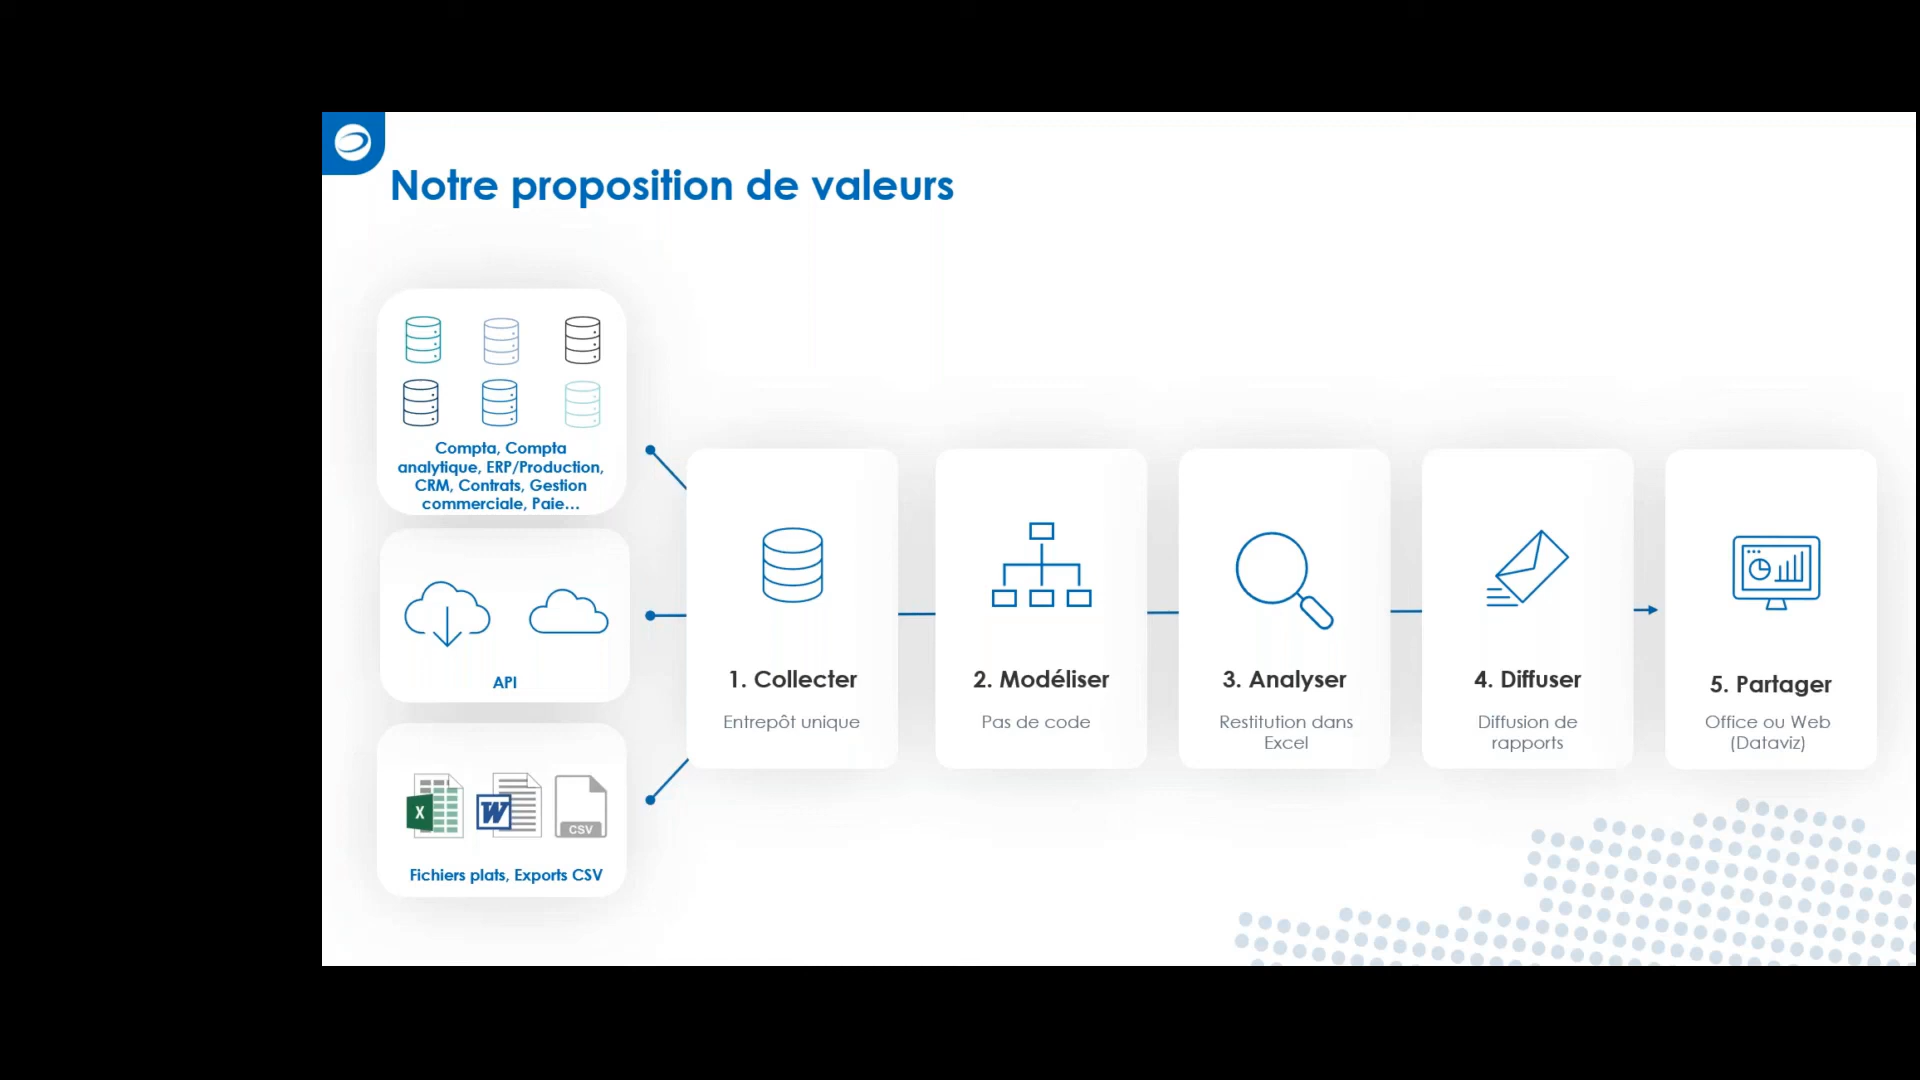 Notre proposition de valeurs
Compta, Compta
analytique, ERP/Production,
CRM, Contrats, Gestion
commerciale, Paie...
API
X
W
CSV
Fichiers plats, Exports CSV
1. Collecter
Entrepôt unique
2. Modéliser
Pas de code
3. Analyser
Restitution dans
Excel
4. Diffuser
Diffusion de
rapports
5. Partager
Office ou Web
(Dataviz)